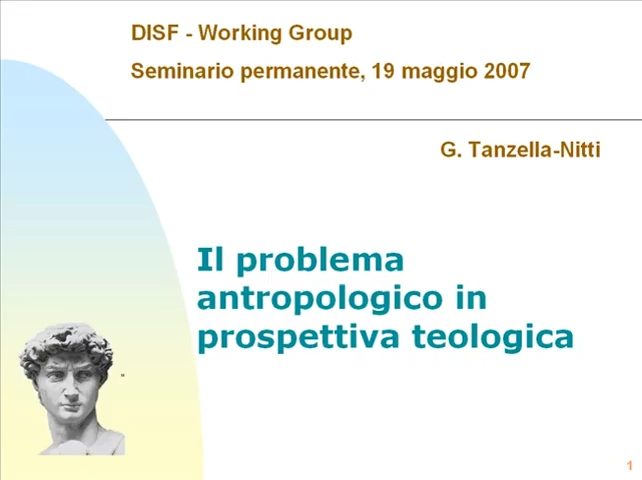 DISF - Working Group
Seminario permanente, 19 maggio 2007
G. Tanzella-Nitti
Il problema
antropologico in
prospettiva teologica
1